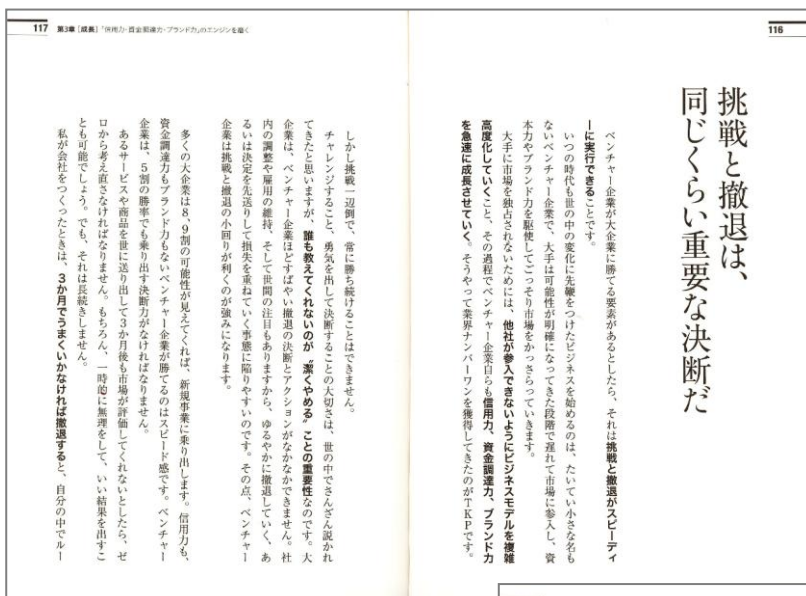 116
挑戦と撤退は、
同じくらい重要な決断だ
ベンチャー企業が大企業に勝てる要素があるとしたら、それは挑戦と撤退がスピーディ
ーに実行できることです。
いつの時代も世の中の変化に先鞭をつけたビジネスを始めるのは、たいてい小さな名も
ないベンチャー企業で、大手は可能性が明確になってきた段階で遅れて市場に参入し、資
本力やブランド力を駆使してごっそり市場をかっさらっていきます。
大手に市場を独占されないためには、他社が参入できないようにビジネスモデルを複雑
高度化していくこと、その過程でベンチャー企業自らも信用力、資金調達力、ブランド力
を急速に成長させていく。そうやって業界ナンバーワンを獲得してきたのがTKPです。
117 第3章 [成長]「信用力・資金調達力・ブランド力」のエンジンを磨く
しかし挑戦一辺倒で、常に勝ち続けることはできません。
チャレンジすること、勇気を出して決断することの大切さは、世の中でさんざん説かれ
てきたと思いますが、誰も教えてくれないのが〝潔くやめる〟ことの重要性なのです。大
企業は、ベンチャー企業ほどすばやい撤退の決断とアクションがなかなかできません。社
内の調整や雇用の維持、そして世間の注目もありますから、ゆるやかに撤退していく、あ
るいは決定を先送りして損失を重ねていく事態に陥りやすいのです。その点、ベンチャー
企業は挑戦と撤退の小回りが利くのが強みになります。
多くの大企業は8、9割の可能性が見えてくれば、新規事業に乗り出します。信用力も、
資金調達力もブランド力もないベンチャー企業が勝てるのはスピード感です。ベンチャー
企業は、5割の勝率でも乗り出す決断力がなければなりません。
あるサービスや商品を世に送り出して3か月後も市場が評価してくれないとしたら、ゼ
ロから考え直さなければなりません。もちろん、一時的に無理をして、いい結果を出すこ
とも可能でしょう。でも、それは長続きしません。
私が会社をつくったときは、3か月でうまくいかなければ撤退すると、自分の中でルー